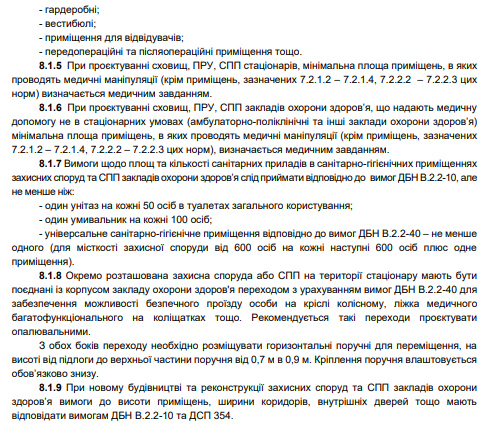 - гардеробні;
- вестибюлі;
- приміщення для відвідувачів;
- передопераційні та післяопераційні приміщення тощо.
8.1.5 При проєктуванні сховищ, ПРУ, СПП стаціонарів, мінімальна площа приміщень, в яких
проводять медичні маніпуляції (крім приміщень, зазначених 7.2.1.2 – 7.2.1.4, 7.2.2.2 – 7.2.2.3 цих
норм) визначається медичним завданням.
8.1.6 При проєктуванні сховищ, ПРУ, СПП закладів охорони здоров'я, що надають медичну
допомогу не в стаціонарних умовах (амбулаторно-поліклінічні та інші заклади охорони здоров'я)
мінімальна площа приміщень, в яких проводять медичні маніпуляції (крім приміщень, зазначених
7.2.1.2 – 7.2.1.4, 7.2.2.2 – 7.2.2.3 цих норм), визначається медичним завданням.
8.1.7 Вимоги щодо площ та кількості санітарних приладів в санітарно-гігієнічних приміщеннях
захисних споруд та СПП закладів охорони здоров'я слід приймати відповідно до вимог ДБН В.2.2-10, але
не менше ніж:
- один унітаз на кожні 50 осіб в туалетах загального користування;
- один умивальник на кожні 100 осіб;
- універсальне санітарно-гігієнічне приміщення відповідно до вимог ДБН В.2.2-40 – не менше
одного (для місткості захисної споруди від 600 осіб на кожні наступні 600 осіб плюс одне
приміщення).
8.1.8 Окремо розташована захисна споруда або СПП на території стаціонару мають бути
поєднані із корпусом закладу охорони здоров'я переходом з урахуванням вимог ДБН В.2.2-40 для
забезпечення можливості безпечного проїзду особи на кріслі колісному, ліжка медичного
багатофункціонального на коліщатках тощо. Рекомендується такі переходи проєктувати
опалювальними.
З обох боків переходу необхідно розміщувати горизонтальні поручні для переміщення, на
висоті від підлоги до верхньої частини поручня від 0,7 м в 0,9 м. Кріплення поручня влаштовується
обов'язково знизу.
8.1.9 При новому будівництві та реконструкції захисних споруд та СПП закладів охорони
здоров'я вимоги до висоти приміщень, ширини коридорів, внутрішніх дверей тощо мають
відповідати вимогам ДБН В.2.2-10 та ДСП 354.